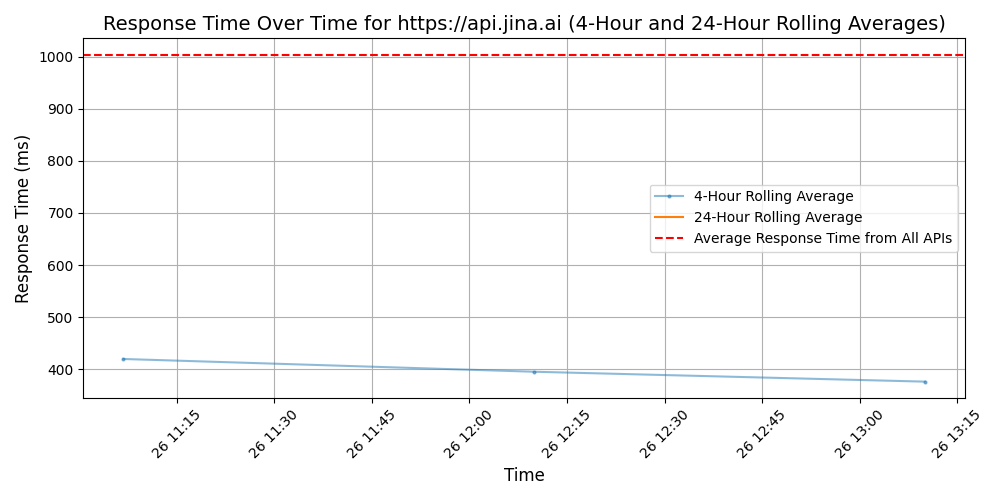 Response Time Over Time for https://api.jina.ai (4-Hour and 24-Hour Rolling Averages)
Response Time (ms)
1000
900
800
700
600
500
400
4-Hour Rolling Average
24-Hour Rolling Average
Average Response Time from All APIs
26 11:15
26 11:30
26 11:45
26 12:00
26 12:15
26 12:30
26 12:45
26 13:00
26 13:15
Time